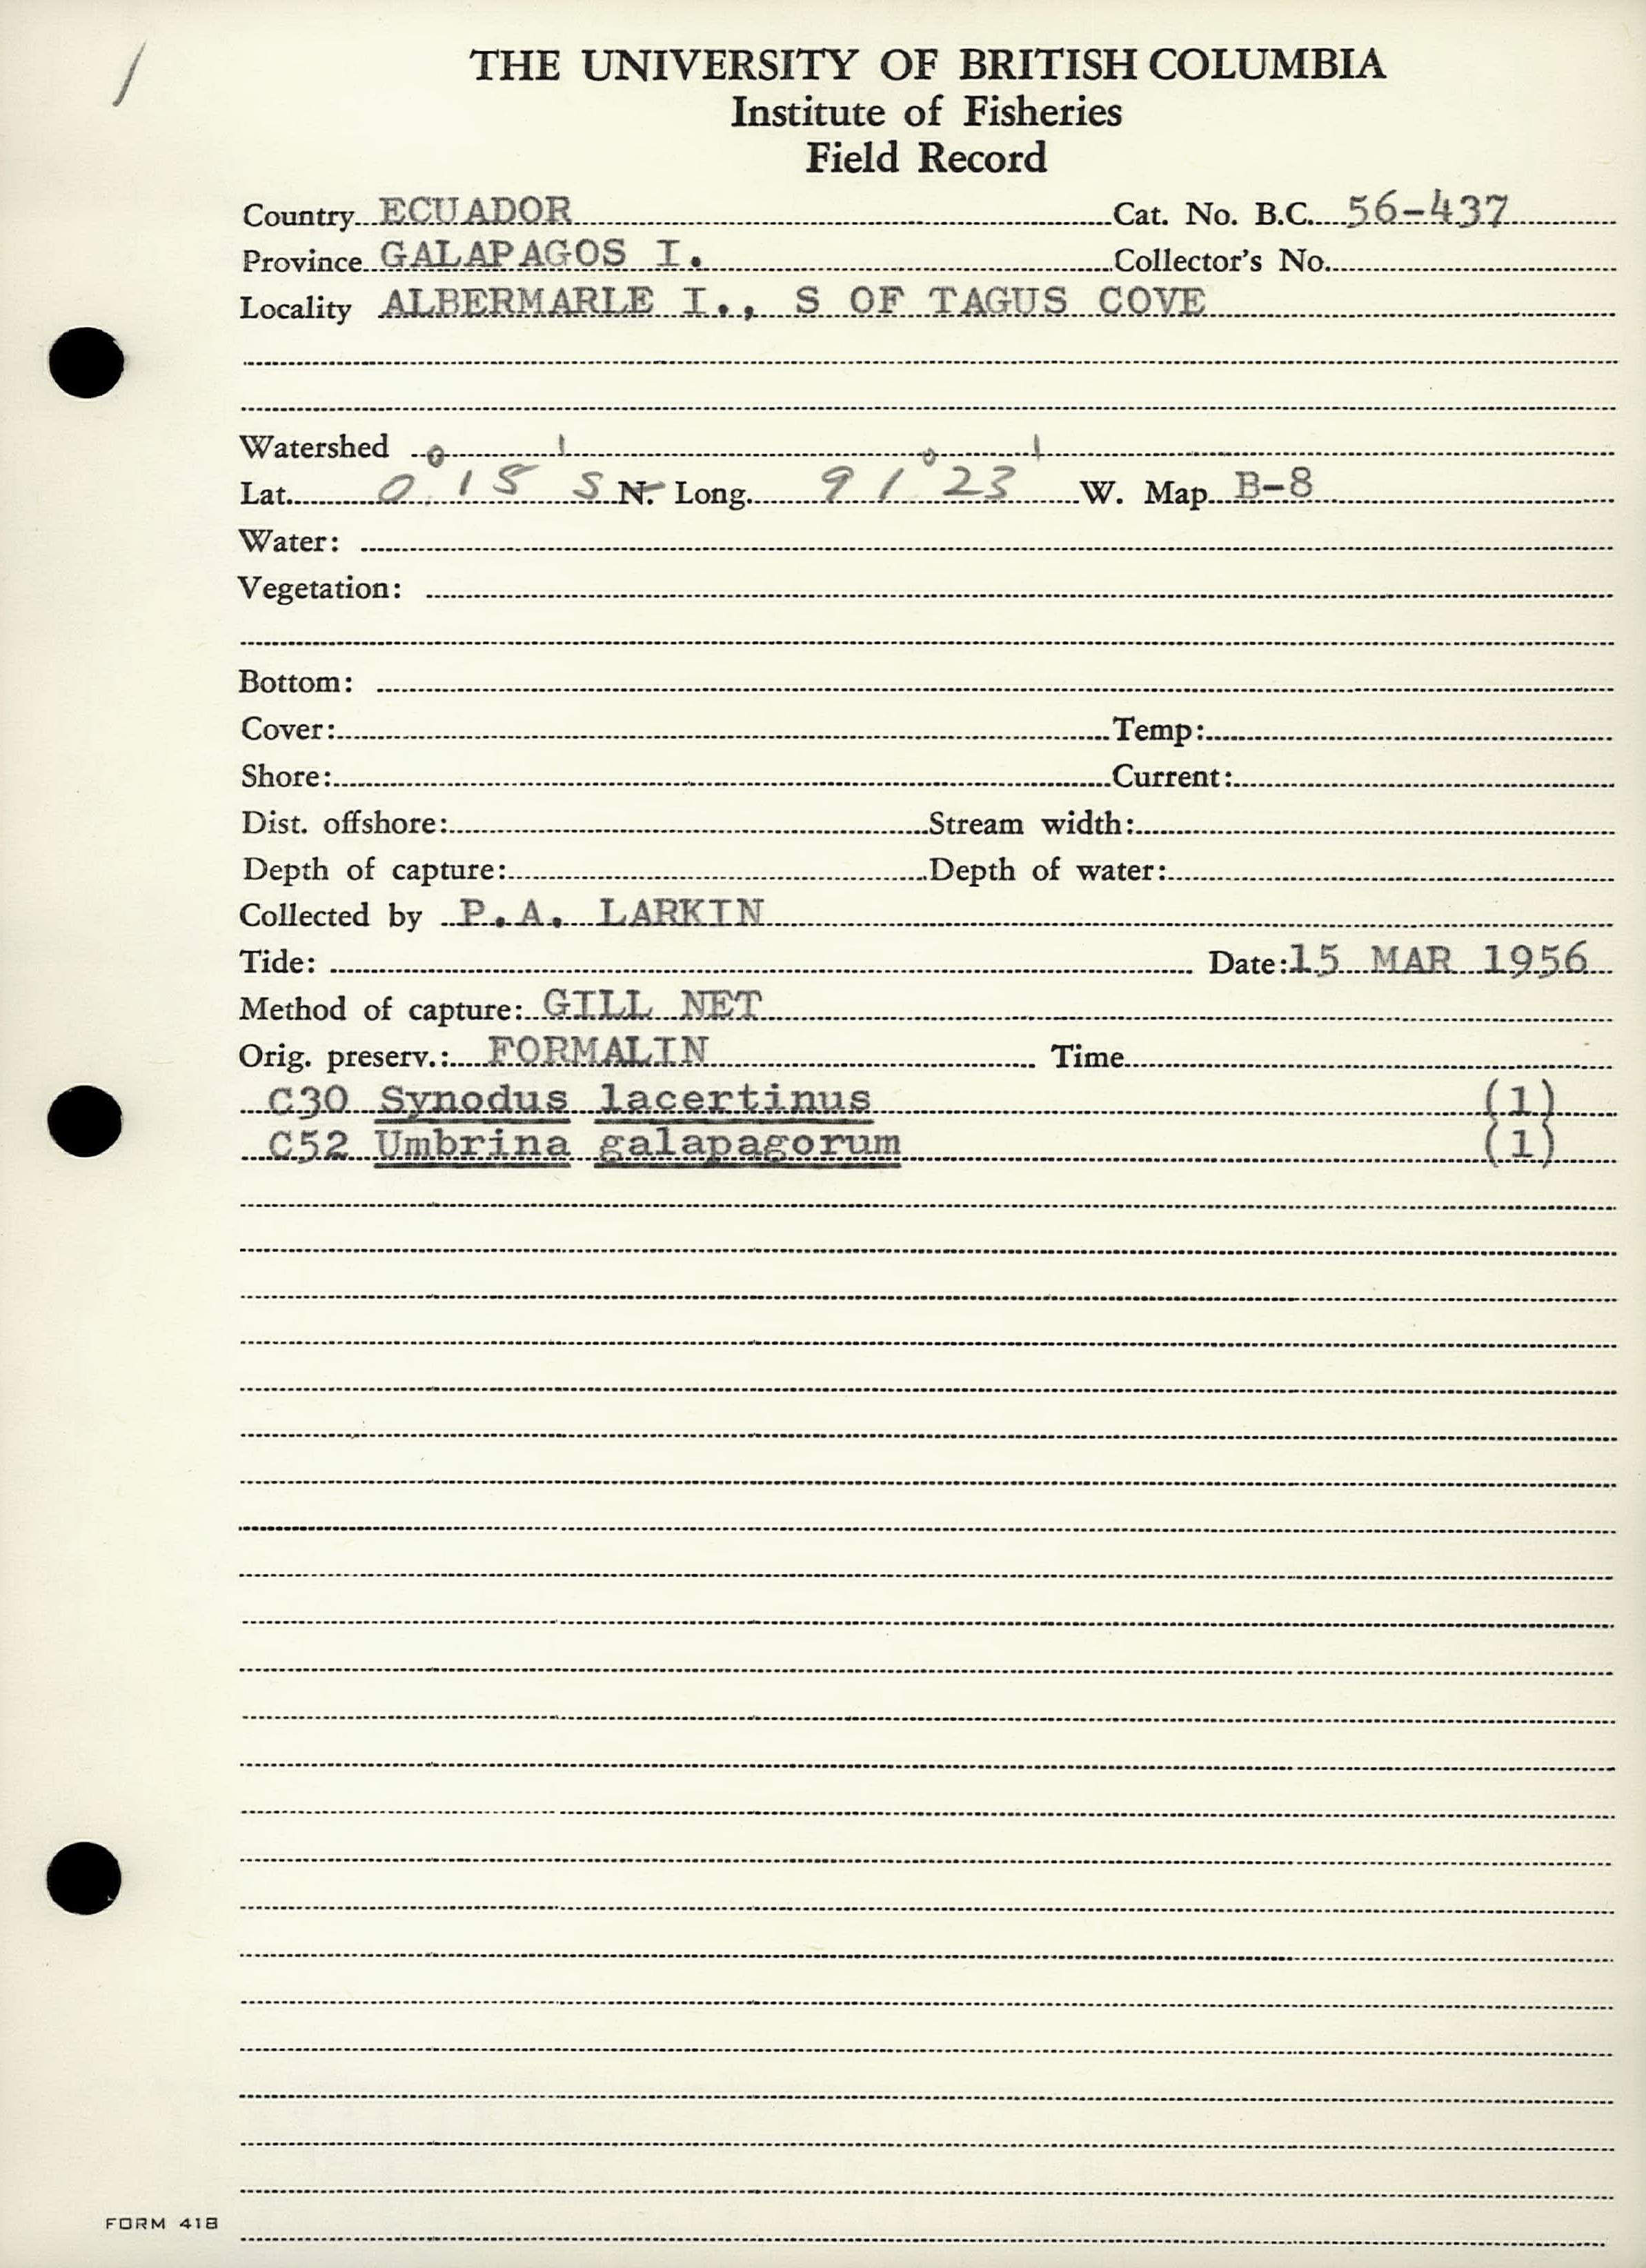 /
THE UNIVERSITY OF BRITISH COLUMBIA
Institute of Fisheries
Field Record
Country ECUADOR Cat. No. B.C. 56-437
Province GALAPAGOS I. Collector's No.
Locality ALBERMARLE I., S OF TAGUS COVE
Watershed
Lat. 0° 15' S N. Long. 91° 23' W. Map B-8
Water:
Vegetation:
Bottom:
Cover: Temp:
Shore: Current:
Dist. offshore: Stream width:
Depth of capture: Depth of water:
Collected by P.A. LARKIN
Tide: Date: 15 MAR 1956
Method of capture: GILL NET
Orig. preserv.: FORMALIN Time
C30 Synodus lacertinus (1)
C52 Umbrina galapagorum (1)
FORM 418